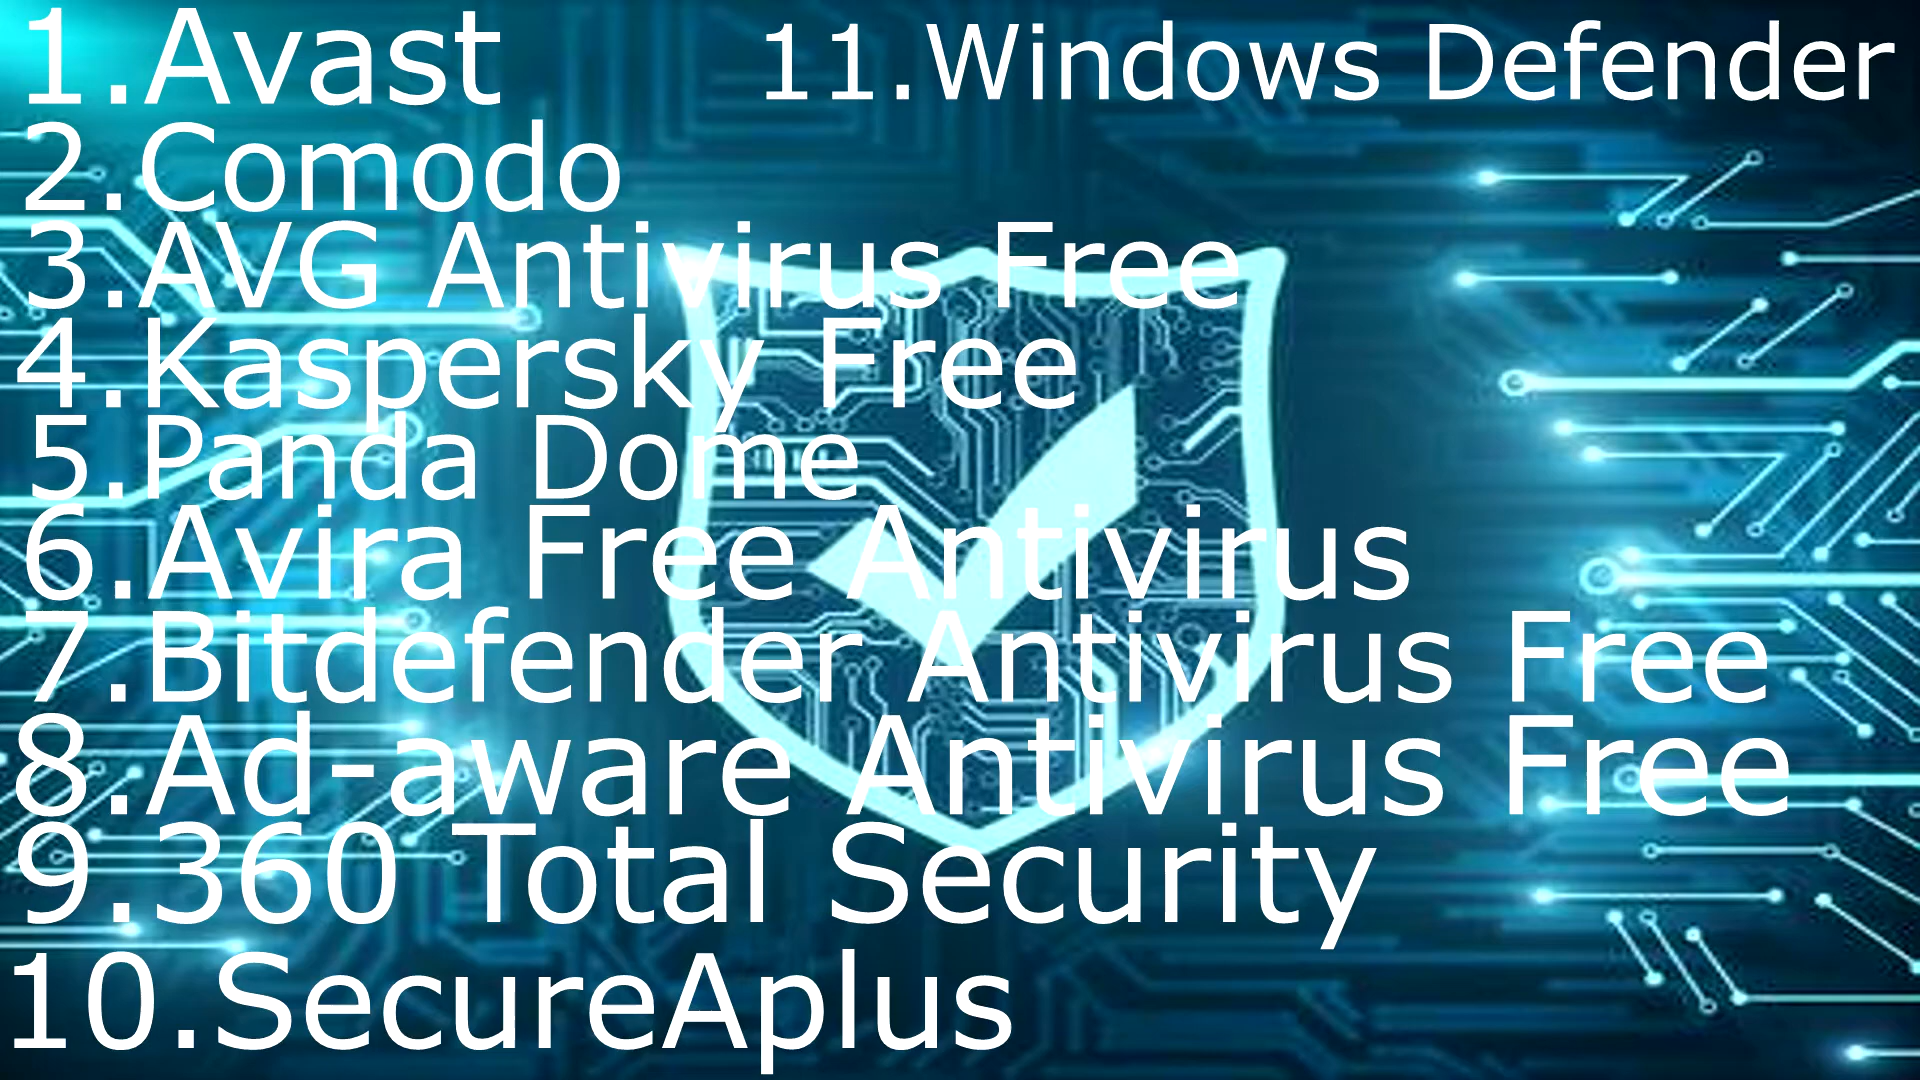 1.Avast
2.Comodo
3.AVG Antivirus Free
4.Kaspersky Free
5.Panda Dome
6.Avira Free Antivirus
7.Bitdefender Antivirus Free
8.Ad-aware Antivirus Free
9.360 Total Security
10.SecureAplus
11.Windows Defender